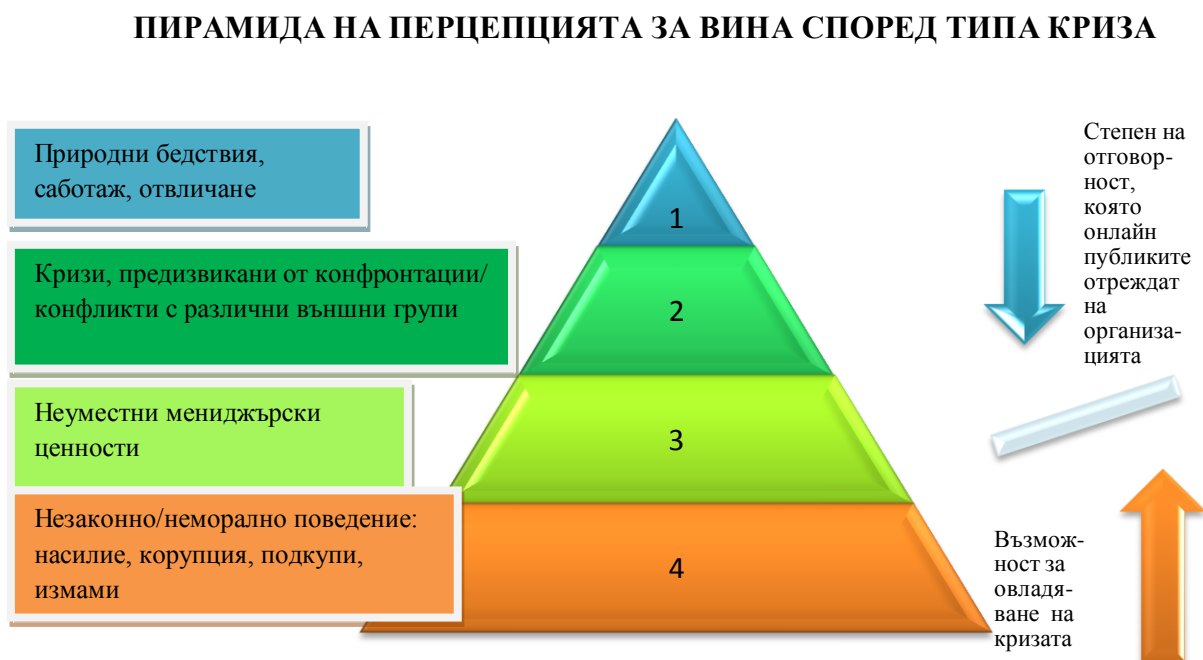 ПИРАМИДА НА ПЕРЦЕПЦИЯТА ЗА ВИНА СПОРЕД ТИПА КРИЗА
Природни бедствия,
саботаж, отвличане
1
Кризи, предизвикани от конфронтации/
конфликти с различни външни групи
2
Неуместни мениджърски
ценности
3
Незаконно/неморално поведение:
насилие, корупция, подкупи,
измами
4
Степен на
отговор-
ност,
която
онлайн
публиките
отреждат
на
организа-
цията
Възмож-
ност за
овладя-
ване на
кризата